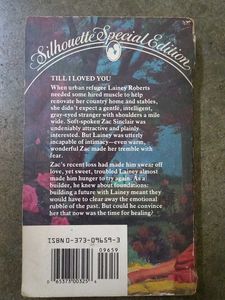 Silhouette Special Edition
TILL I LOVED YOU
When urban refugee Lainey Roberts
needed some hired muscle to help
renovate her country home and stables,
she didn't expect a gentle, intelligent,
gray-eyed stranger with shoulders a mile
wide. Soft-spoken Zac Sinclair was
undeniably attractive and plainly
interested. But Lainey was utterly
incapable of intimacy—even warm,
wonderful Zac made her tremble with
fear.
Zac's recent loss had made him swear off
love, yet sweet, troubled Lainey almost
made him hunger to try again. As a
builder, he knew about foundations:
building a future with Lainey meant they
would have to clear away the emotional
rubble of the past. But could he convince
her that now was the time for healing?
ISBN 0-373-09659-3
09659
0 65373 00325 6